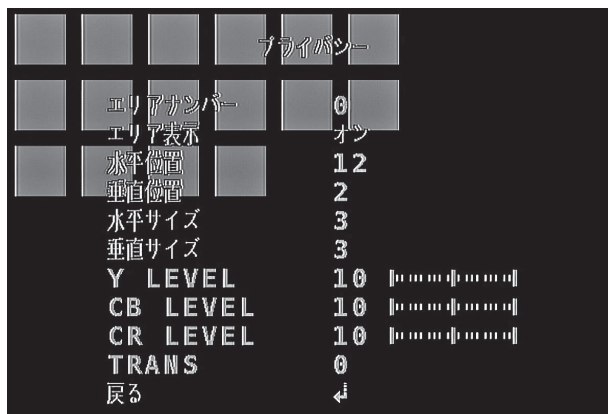 プライバシー
エリアナンバー 0
エリア表示 オン
水平位置 12
垂直位置 2
水平サイズ 3
垂直サイズ 3
Y LEVEL 10
CB LEVEL 10
CR LEVEL 10
TRANS 0
戻る ↲